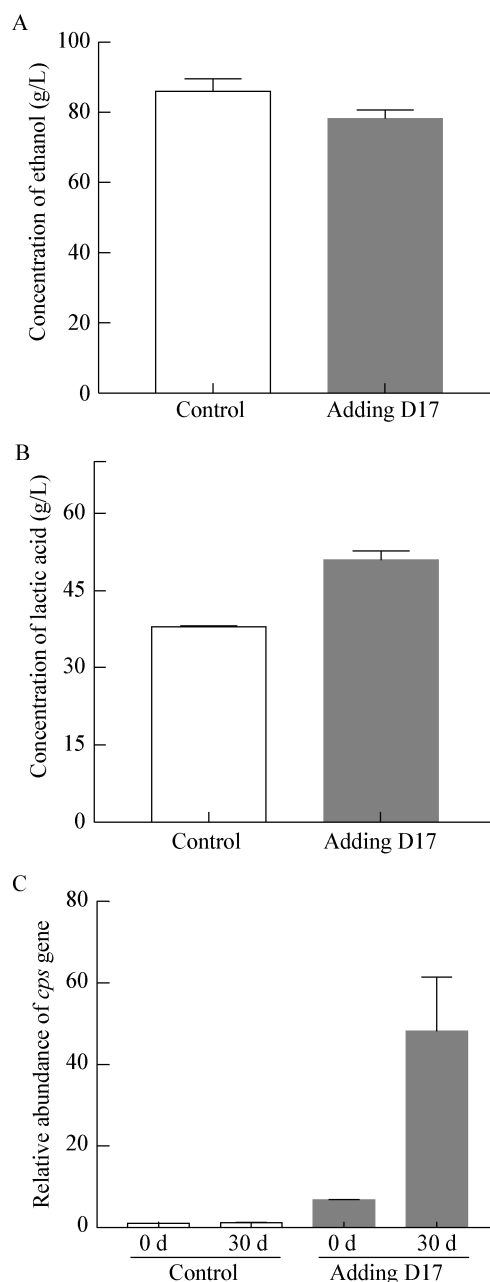 A
Concentration of ethanol (g/L)
100
80
60
40
20
0
Control Adding D17
B
Concentration of lactic acid (g/L)
60
45
30
15
0
Control Adding D17
C
Relative abundance of cps gene
80
60
40
20
0
0 d 30 d 0 d 30 d
Control Adding D17